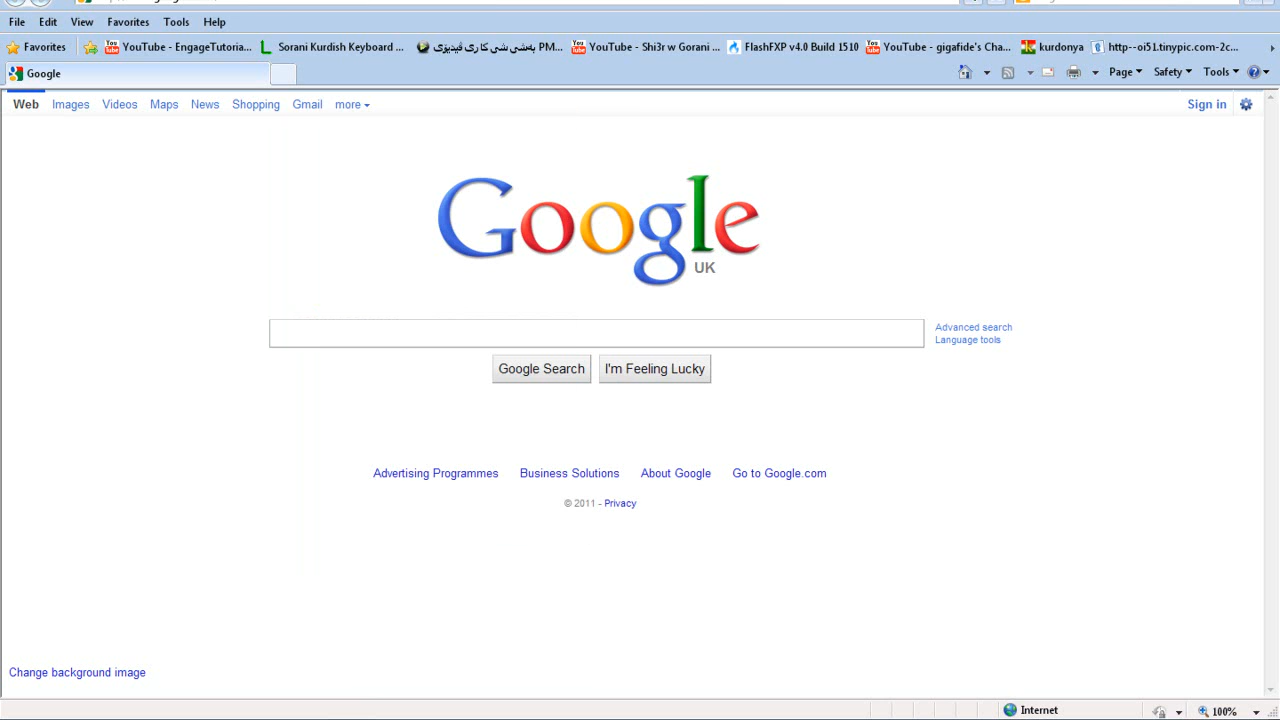 File Edit View Favorites Tools Help
Favorites YouTube - EngageTutoria... Sorani Kurdish Keyboard ... PM... YouTube - Shi3r w Gorani ... FlashFXP v4.0 Build 1510 YouTube - gigafide's Cha... kurdonya http--oi51.tinypic.com-2c...
Google Page Safety Tools
Web Images Videos Maps News Shopping Gmail more Sign in
Google
UK
Advanced search
Language tools
Google Search I'm Feeling Lucky
Advertising Programmes Business Solutions About Google Go to Google.com
© 2011 - Privacy
Change background image
Internet 100%